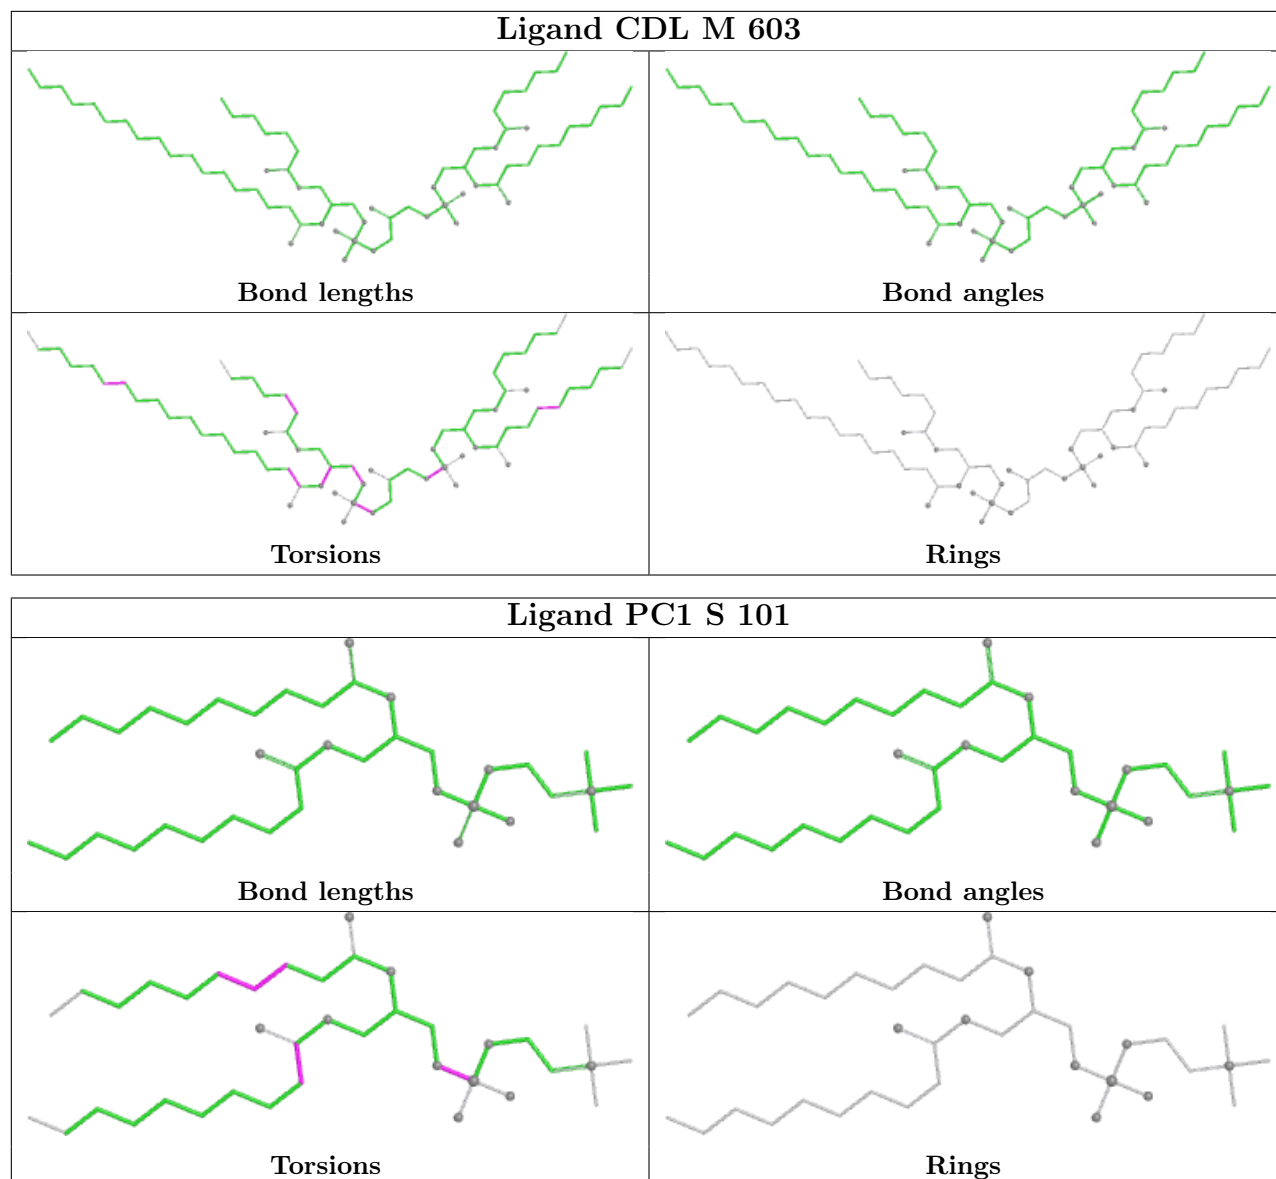 Ligand CDL M 603
Bond lengths
Bond angles
Torsions
Rings
Ligand PC1 S 101
Bond lengths
Bond angles
Torsions
Rings